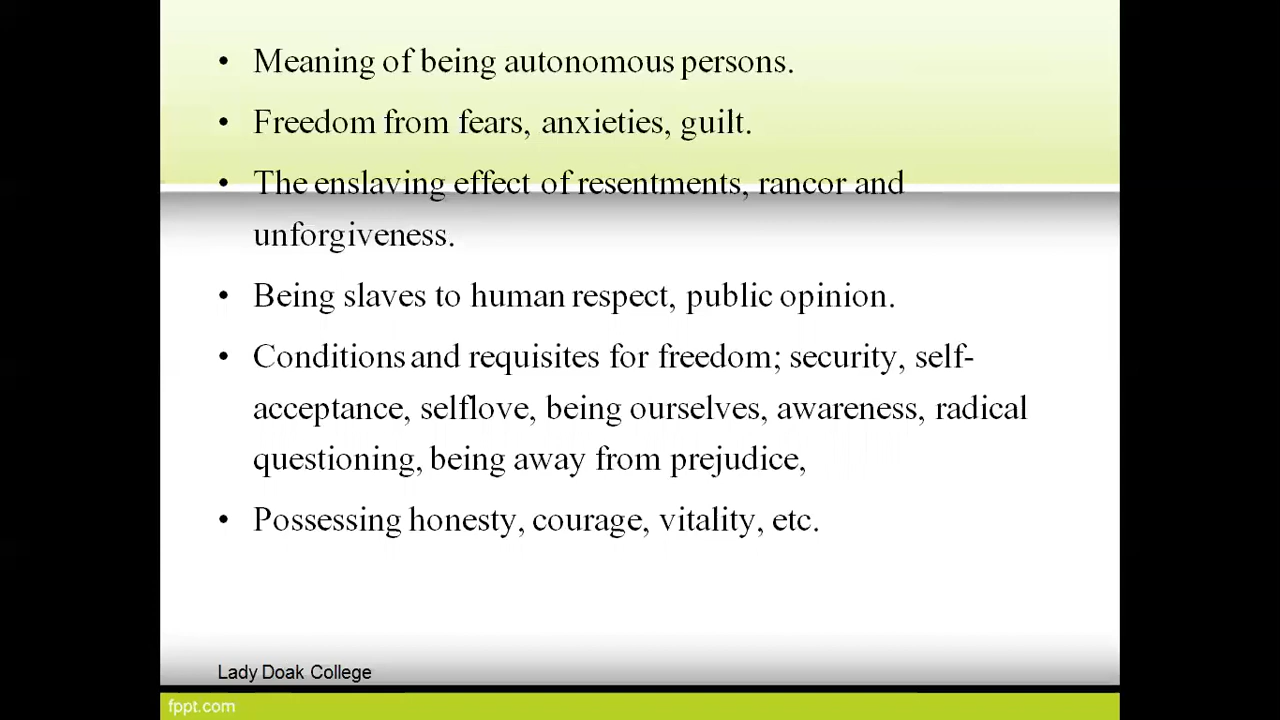 • Meaning of being autonomous persons.
• Freedom from fears, anxieties, guilt.
• The enslaving effect of resentments, rancor and
unforgiveness.
• Being slaves to human respect, public opinion.
• Conditions and requisites for freedom; security, self-
acceptance, selflove, being ourselves, awareness, radical
questioning, being away from prejudice,
• Possessing honesty, courage, vitality, etc.
Lady Doak College
fppt.com